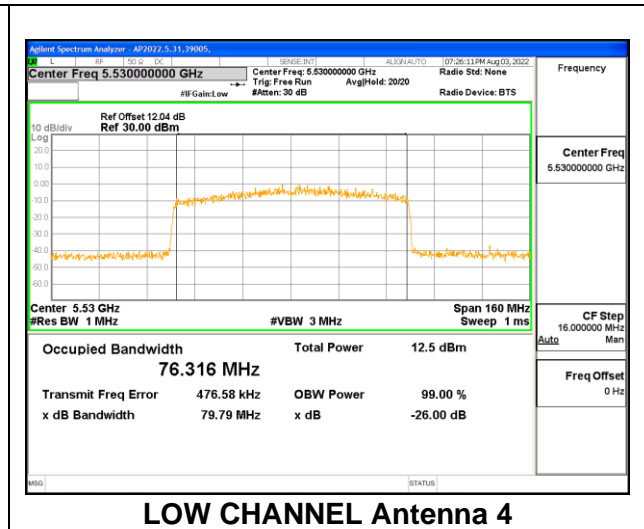 Agilent Spectrum Analyzer - AP2022.5.31,39005,
L RF 50 Ω DC SENSE:INT ALIGNAUTO 07:26:11 PM Aug 03, 2022
Center Freq 5.530000000 GHz Center Freq: 5.530000000 GHz Radio Std: None Frequency
Trig: Free Run Avg|Hold: 20/20
#IFGain:Low #Atten: 30 dB Radio Device: BTS
Ref Offset 12.04 dB
10 dB/div Ref 30.00 dBm
Log
20.0
10.0
0.00
-10.0
-20.0
-30.0
-40.0
-50.0
-60.0
Center Freq
5.530000000 GHz
Center 5.53 GHz Span 160 MHz
#Res BW 1 MHz #VBW 3 MHz Sweep 1 ms
CF Step
16.000000 MHz
Auto Man
Occupied Bandwidth Total Power 12.5 dBm
76.316 MHz
Freq Offset
0 Hz
Transmit Freq Error 476.58 kHz OBW Power 99.00 %
x dB Bandwidth 79.79 MHz x dB -26.00 dB
MSG STATUS
LOW CHANNEL Antenna 4